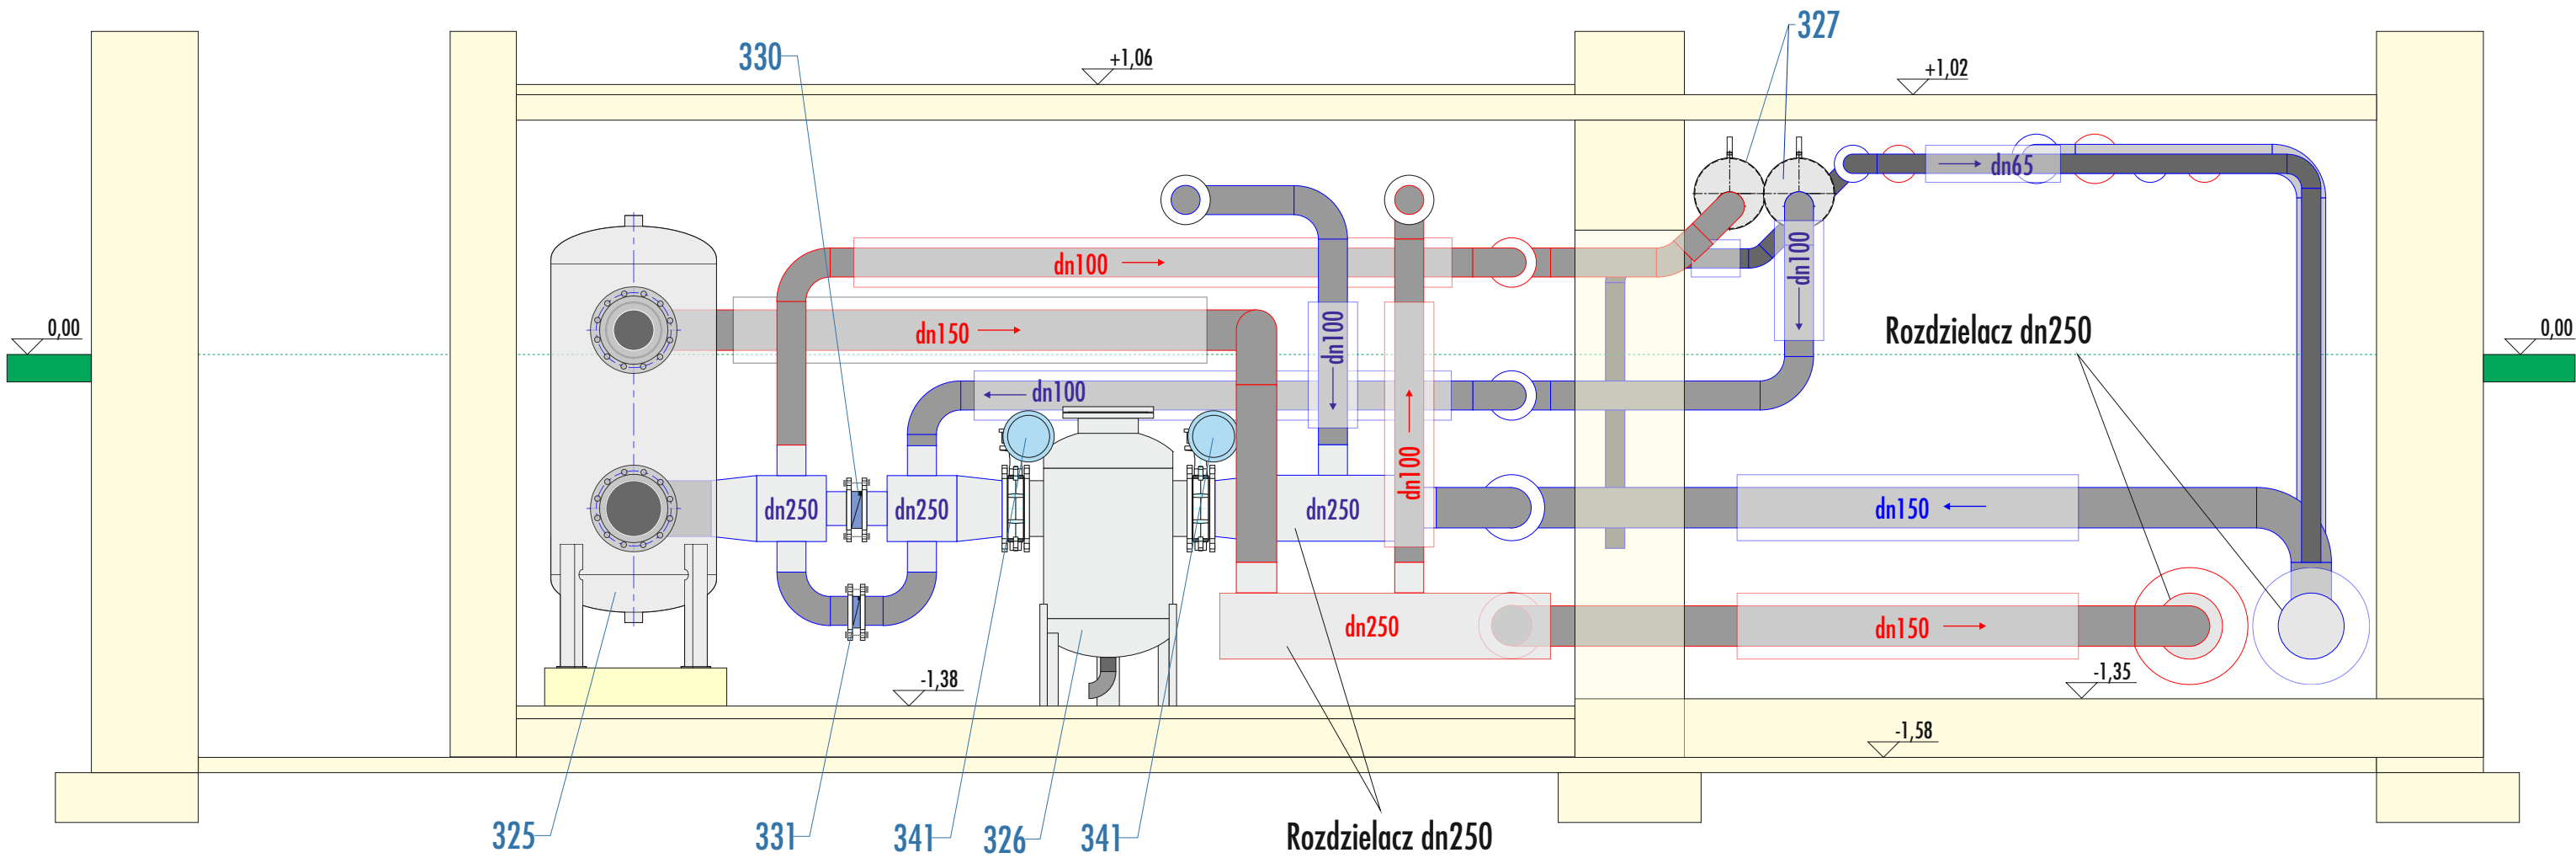 327
330
+1,06
+1,02
dn65
dn100
dn100
0,00
dn150
dn100
Rozdzielacz dn250
0,00
dn100
dn100
dn250
dn250
dn250
dn150
dn250
dn150
-1,38
-1,35
-1,58
325
331
341
326
341
Rozdzielacz dn250